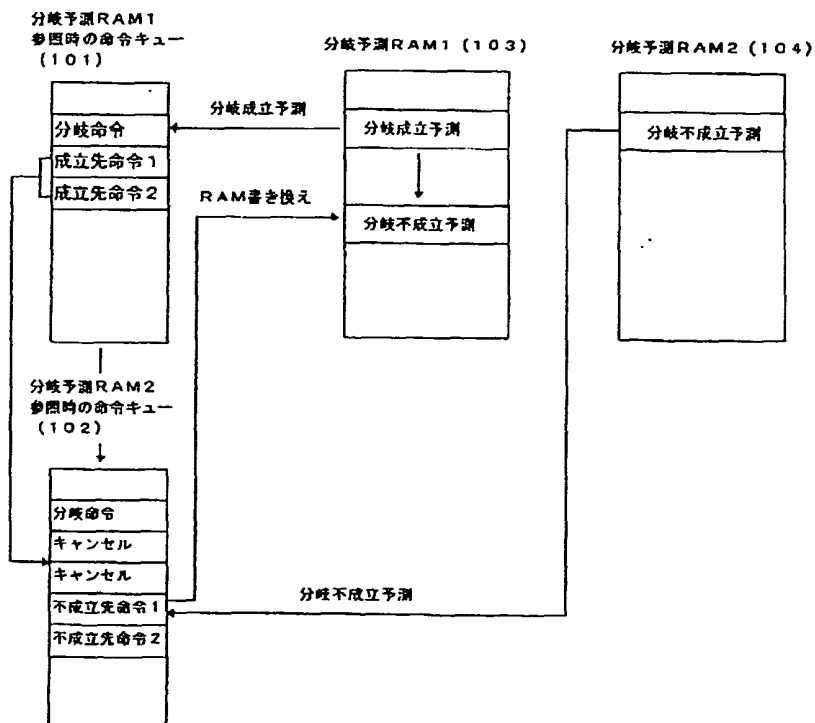 分岐予測RAM1
参照時の命令キュー
(101)
分岐予測RAM1 (103)
分岐予測RAM2 (104)
分岐成立予測
分岐命令
成立先命令1
成立先命令2
分岐成立予測
分岐不成立予測
RAM書き換え
分岐不成立予測
分岐予測RAM2
参照時の命令キュー
(102)
分岐命令
キャンセル
キャンセル
不成立先命令1
不成立先命令2
分岐不成立予測